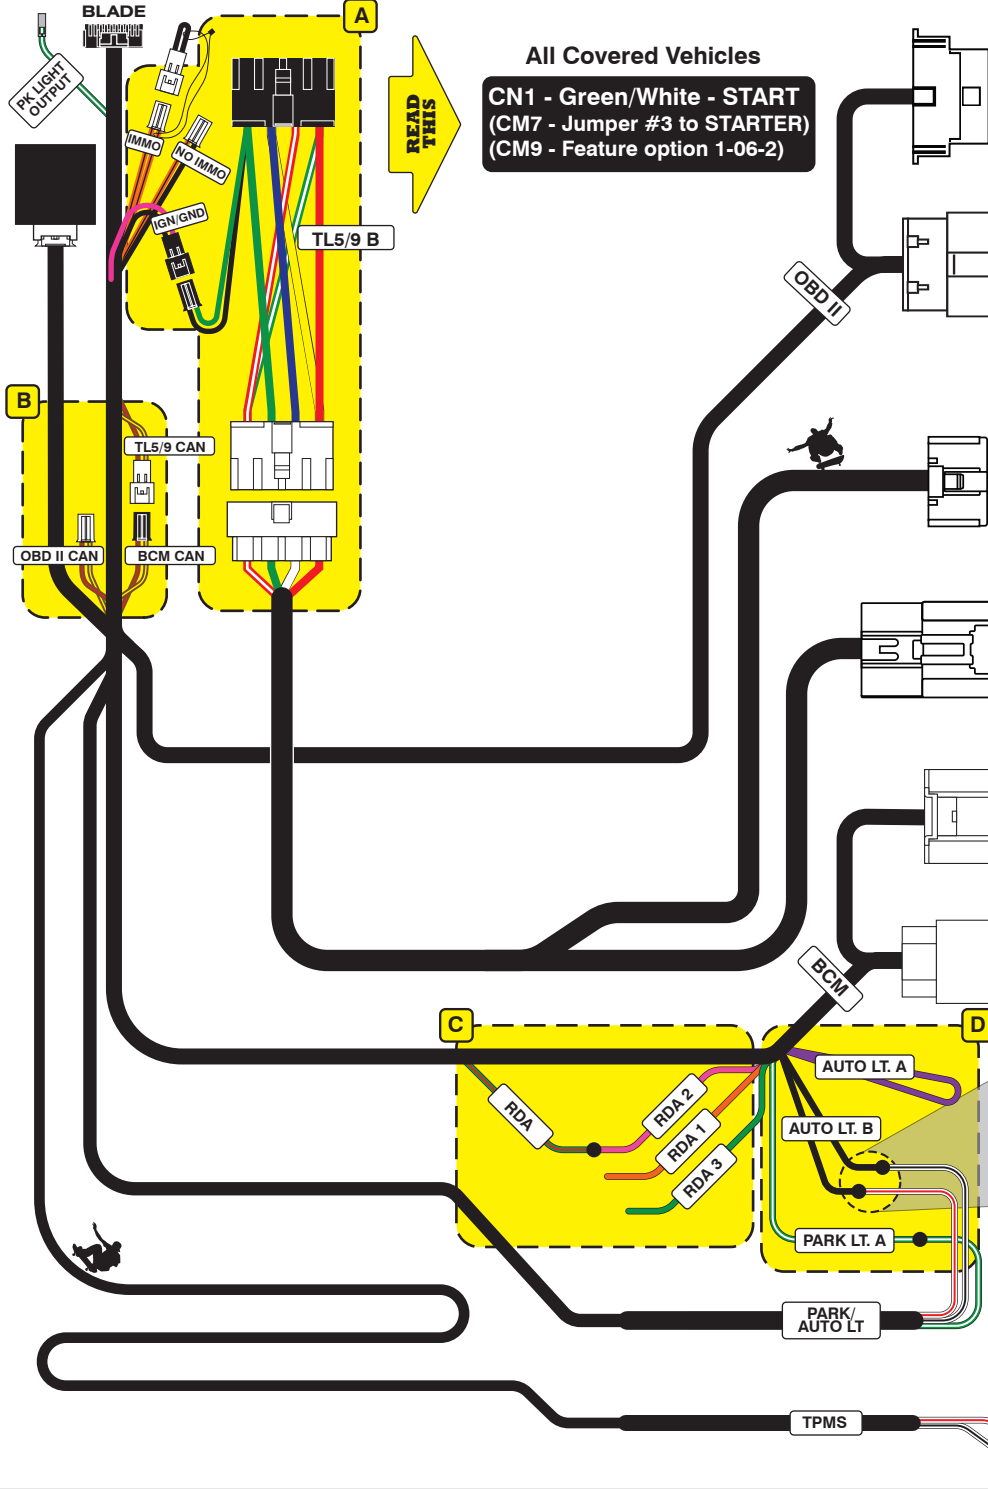 BLADE
A
PK LIGHT
OUTPUT
All Covered Vehicles
READ
THIS
CN1 - Green/White - START
(CM7 - Jumper #3 to STARTER)
(CM9 - Feature option 1-06-2)
IMMO
NO IMMO
IGN/GND
TL5/9 B
OBD II
B
TL5/9 CAN
OBD II CAN
BCM CAN
BCM
C
D
AUTO LT. A
RDA
RDA 2
RDA 1
RDA 3
AUTO LT. B
PARK LT. A
PARK/
AUTO LT
TPMS